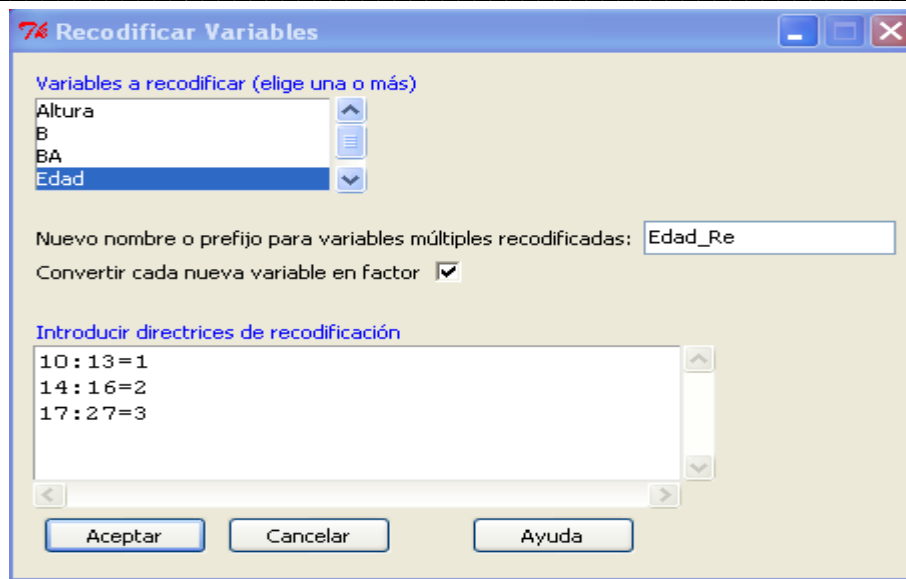 Recodificar Variables
Variables a recodificar (elige una o más)
Altura
B
BA
Edad
Nuevo nombre o prefijo para variables múltiples recodificadas: Edad_Re
Convertir cada nueva variable en factor
Introducir directrices de recodificación
10:13=1
14:16=2
17:27=3
Aceptar Cancelar Ayuda